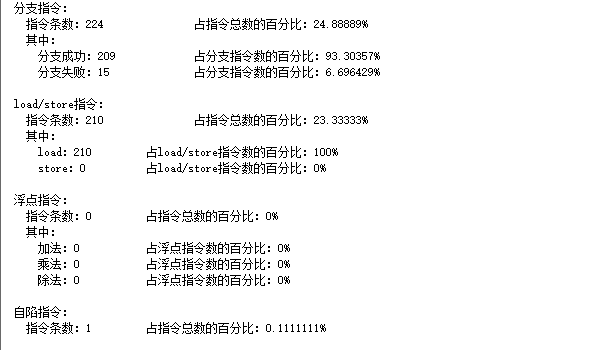 分支指令:
指令条数: 224 占指令总数的百分比: 24.88889%
其中:
分支成功: 209 占分支指令数的百分比: 93.30357%
分支失败: 15 占分支指令数的百分比: 6.696429%
load/store指令:
指令条数: 210 占指令总数的百分比: 23.33333%
其中:
load: 210 占load/store指令数的百分比: 100%
store: 0 占load/store指令数的百分比: 0%
浮点指令:
指令条数: 0 占指令总数的百分比: 0%
其中:
加法: 0 占浮点指令数的百分比: 0%
乘法: 0 占浮点指令数的百分比: 0%
除法: 0 占浮点指令数的百分比: 0%
自陷指令:
指令条数: 1 占指令总数的百分比: 0.1111111%